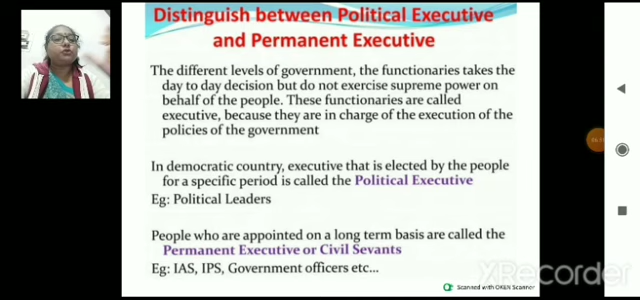 Distinguish between Political Executive
and Permanent Executive
The different levels of government, the functionaries takes the
day to day decision but do not exercise supreme power on
behalf of the people. These functionaries are called
executive, because they are in charge of the execution of the
policies of the government
In democratic country, executive that is elected by the people
for a specific period is called the Political Executive
Eg: Political Leaders
People who are appointed on a long term basis are called the
Permanent Executive or Civil Sevants
Eg: IAS, IPS, Government officers etc...
XRecorder
Scanned with OKEN Scanner